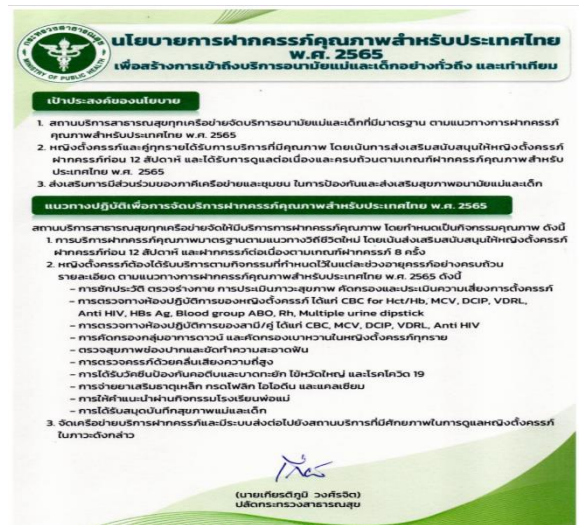 กระทรวงสาธารณสุข
MINISTRY OF PUBLIC HEALTH
นโยบายการฝากครรภ์คุณภาพสำหรับประเทศไทย
พ.ศ. 2565
เพื่อสร้างการเข้าถึงบริการอนามัยแม่และเด็กอย่างทั่วถึง และเท่าเทียม
เป้าประสงค์ของนโยบาย
1. สถานบริการสาธารณสุขทุกเครือข่ายจัดบริการอนามัยแม่และเด็กที่มีมาตรฐาน ตามแนวทางการฝากครรภ์
คุณภาพสำหรับประเทศไทย พ.ศ. 2565
2. หญิงตั้งครรภ์และคู่ทุกรายได้รับการบริการที่มีคุณภาพ โดยเน้นการส่งเสริมสนับสนุนให้หญิงตั้งครรภ์
ฝากครรภ์ก่อน 12 สัปดาห์ และได้รับการดูแลต่อเนื่องและครบถ้วนตามเกณฑ์ฝากครรภ์คุณภาพสำหรับ
ประเทศไทย พ.ศ. 2565
3. ส่งเสริมการมีส่วนร่วมของภาคีเครือข่ายและชุมชน ในการป้องกันและส่งเสริมสุขภาพอนามัยแม่และเด็ก
แนวทางปฏิบัติเพื่อการจัดบริการฝากครรภ์คุณภาพสำหรับประเทศไทย พ.ศ. 2565
สถานบริการสาธารณสุขทุกเครือข่ายจัดให้มีบริการการฝากครรภ์คุณภาพ โดยกำหนดเป็นกิจกรรมคุณภาพ ดังนี้
1. การบริการฝากครรภ์คุณภาพมาตรฐานตามแนวทางวิถีชีวิตใหม่ โดยเน้นส่งเสริมสนับสนุนให้หญิงตั้งครรภ์
ฝากครรภ์ก่อน 12 สัปดาห์ และฝากครรภ์ต่อเนื่องตามเกณฑ์ฝากครรภ์ 8 ครั้ง
2. หญิงตั้งครรภ์ต้องได้รับบริการตามกิจกรรมที่กำหนดไว้ในแต่ละช่วงอายุครรภ์อย่างครบถ้วน
รายละเอียด ตามแนวทางการฝากครรภ์คุณภาพสำหรับประเทศไทย พ.ศ. 2565 ดังนี้
- การซักประวัติ ตรวจร่างกาย การประเมินภาวะสุขภาพ คัดกรองและประเมินความเสี่ยงการตั้งครรภ์
- การตรวจทางห้องปฏิบัติการของหญิงตั้งครรภ์ ได้แก่ CBC for Hct/Hb, MCV, DCIP, VDRL,
Anti HIV, HBs Ag, Blood group ABO, Rh, Multiple urine dipstick
- การตรวจทางห้องปฏิบัติการของสามี/คู่ ได้แก่ CBC, MCV, DCIP, VDRL, Anti HIV
- การคัดกรองกลุ่มอาการดาวน์ และคัดกรองเบาหวานในหญิงตั้งครรภ์ทุกราย
- ตรวจสุขภาพช่องปากและขัดทำความสะอาดฟัน
- การตรวจครรภ์ด้วยคลื่นเสียงความถี่สูง
- การได้รับวัคซีนป้องกันคอตีบและบาดทะยัก ไข้หวัดใหญ่ และโรคโควิด 19
- การจ่ายยาเสริมธาตุเหล็ก กรดโฟลิก ไอโอดีน และแคลเซียม
- การให้คำแนะนำผ่านกิจกรรมโรงเรียนพ่อแม่
- การได้รับสมุดบันทึกสุขภาพแม่และเด็ก
3. จัดเครือข่ายบริการฝากครรภ์และมีระบบส่งต่อไปยังสถานบริการที่มีศักยภาพในการดูแลหญิงตั้งครรภ์
ในภาวะดังกล่าว
(นายเกียรติภูมิ วงศ์รจิต)
ปลัดกระทรวงสาธารณสุข